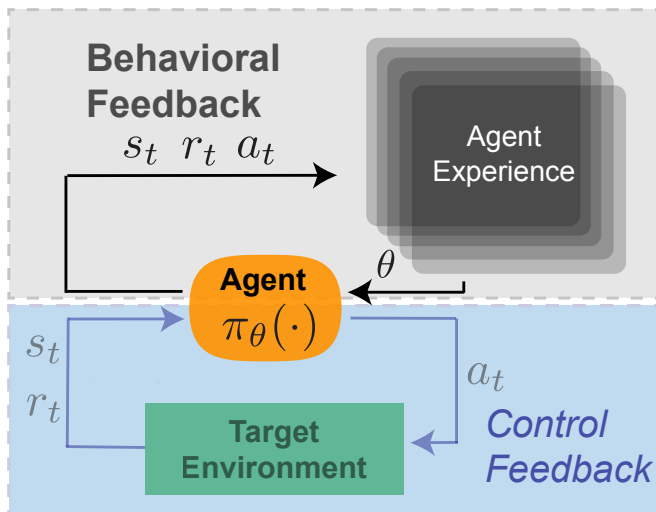 Behavioral
Feedback
s_t r_t a_t
Agent
Experience
θ
Agent
π_θ(·)
s_t
r_t
a_t
Target
Environment
Control
Feedback